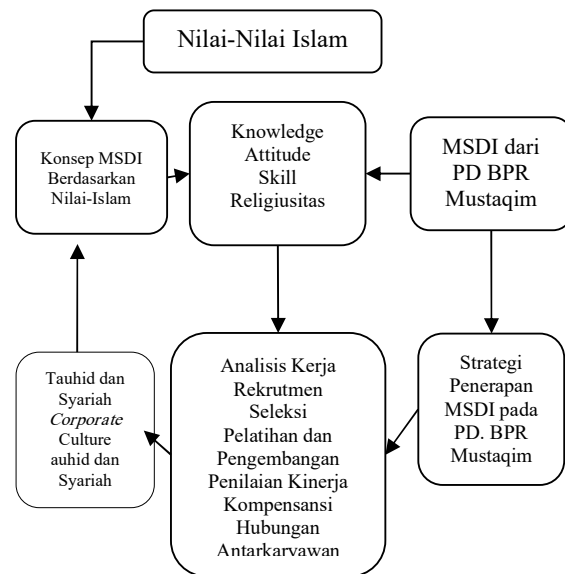 Nilai-Nilai Islam
Konsep MSDI
Berdasarkan
Nilai-Islam
Knowledge
Attitude
Skill
Religiusitas
MSDI dari
PD BPR
Mustaqim
Tauhid dan
Syariah
Corporate
Culture
auhid dan
Syariah
Analisis Kerja
Rekrutmen
Seleksi
Pelatihan dan
Pengembangan
Penilaian Kinerja
Kompensansi
Hubungan
Antarkaryawan
Strategi
Penerapan
MSDI pada
PD. BPR
Mustaqim